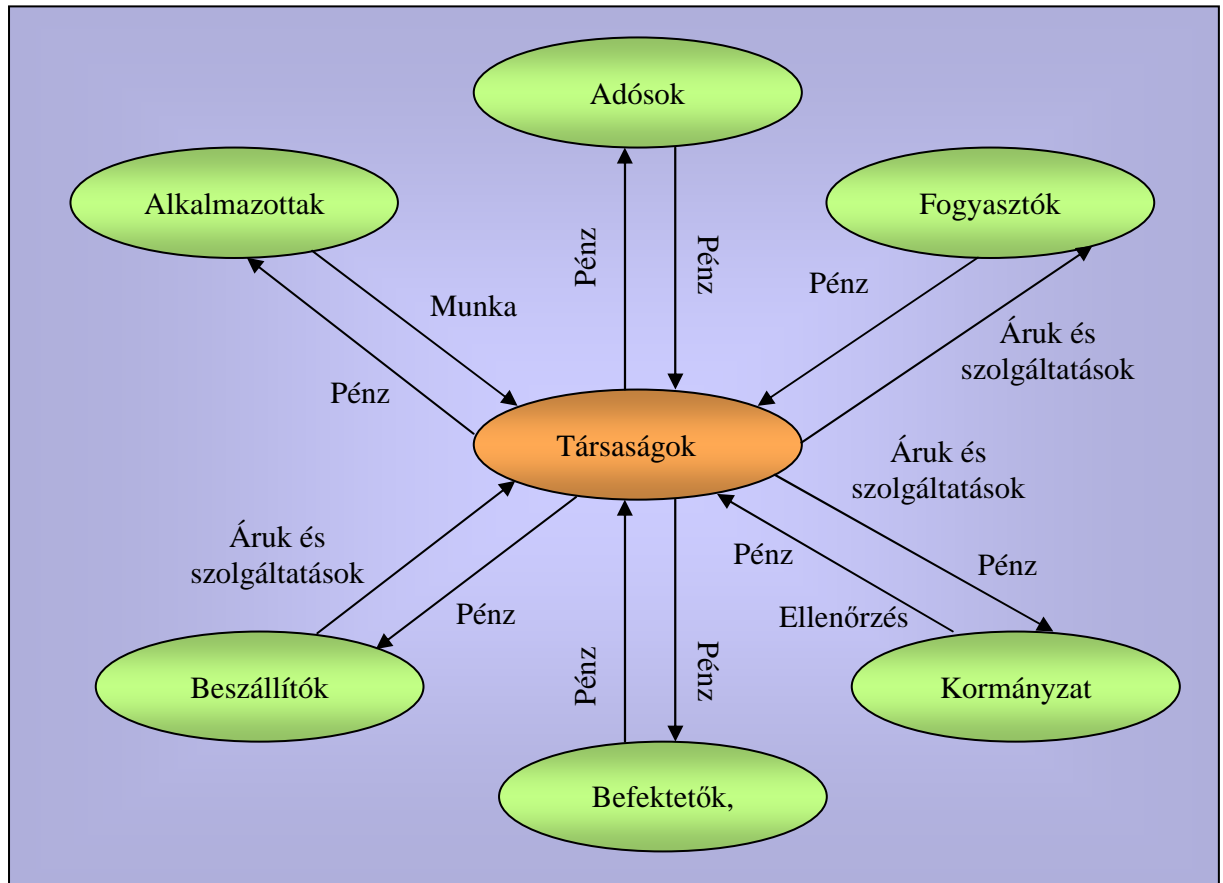 Adósok
Alkalmazottak
Fogyasztók
Pénz
Pénz
Pénz
Munka
Áruk és
szolgáltatások
Pénz
Társaságok
Áruk és
szolgáltatások
Áruk és
szolgáltatások
Pénz
Pénz
Pénz
Ellenőrzés
Pénz
Pénz
Beszállítók
Kormányzat
Befektetők,